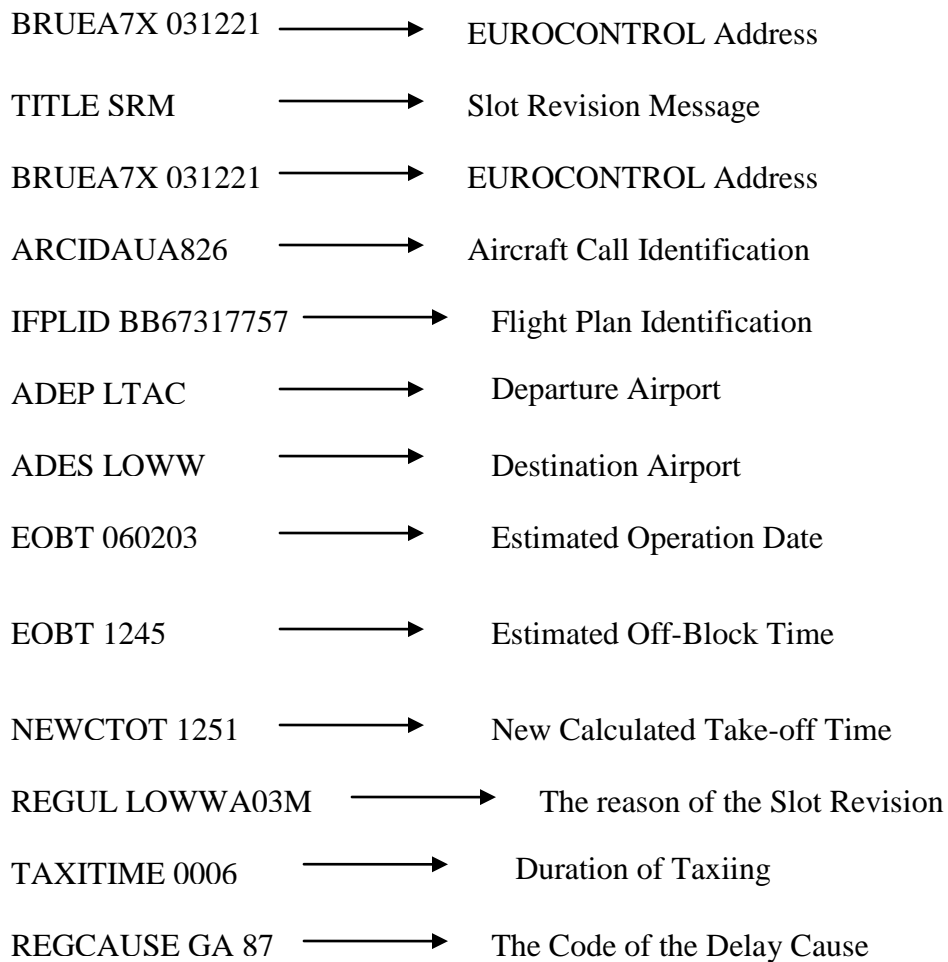 BRUEA7X 031221 EUROCONTROL Address
TITLE SRM Slot Revision Message
BRUEA7X 031221 EUROCONTROL Address
ARCIDAUA826 Aircraft Call Identification
IFPLID BB67317757 Flight Plan Identification
ADEP LTAC Departure Airport
ADES LOWW Destination Airport
EOBT 060203 Estimated Operation Date
EOBT 1245 Estimated Off-Block Time
NEWCTOT 1251 New Calculated Take-off Time
REGUL LOWWA03M The reason of the Slot Revision
TAXITIME 0006 Duration of Taxiing
REGCAUSE GA 87 The Code of the Delay Cause